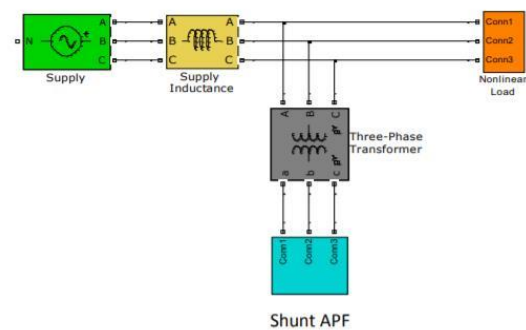 A A A Conn1
N B B B Conn2
C C C Conn3
Supply
Supply
Inductance
Nonlinear
Load
A B C
Three-Phase
Transformer
a b c
Conn1 Conn2 Conn3
Shunt APF